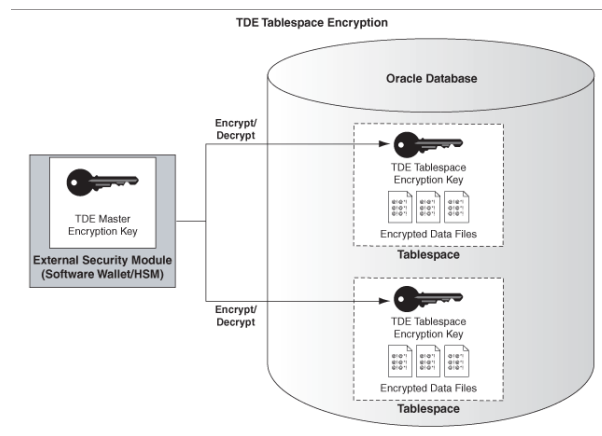 TDE Tablespace Encryption
Oracle Database
Encrypt/
Decrypt
TDE Tablespace
Encryption Key
Encrypted Data Files
Tablespace
TDE Master
Encryption Key
External Security Module
(Software Wallet/HSM)
Encrypt/
Decrypt
TDE Tablespace
Encryption Key
Encrypted Data Files
Tablespace